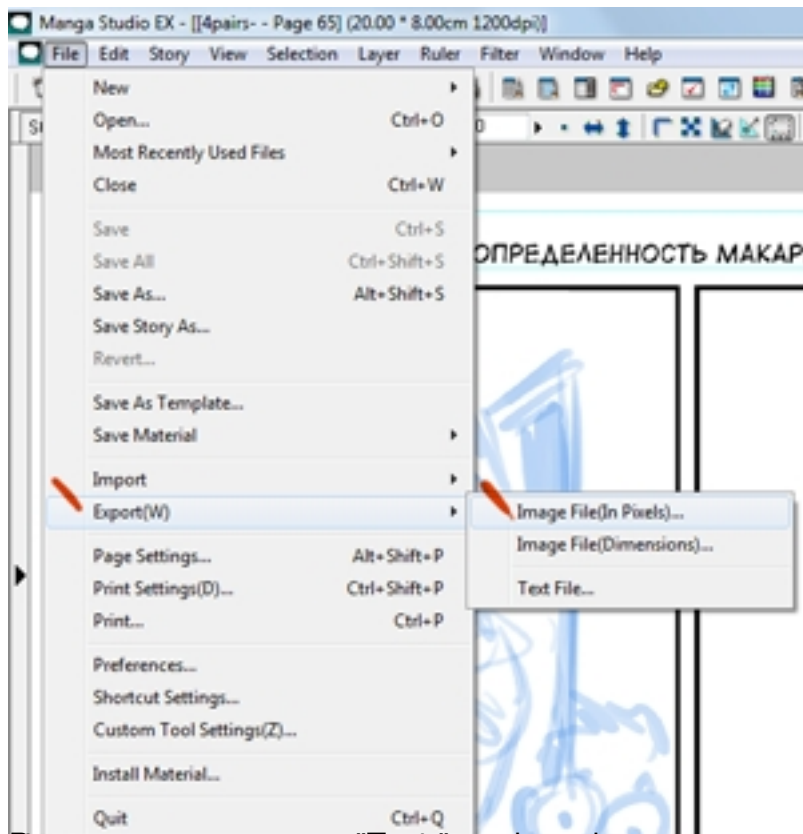 Manga Studio EX - [[4pairs- - Page 65] (20.00 * 8.00cm 1200dpi)]
File Edit Story View Selection Layer Ruler Filter Window Help
New
Open... Ctrl+O
Most Recently Used Files
Close Ctrl+W
Save Ctrl+S
Save All Ctrl+Shift+S
Save As... Alt+Shift+S
Save Story As...
Revert...
Save As Template...
Save Material
Import
Export(W)
Image File(In Pixels)...
Image File(Dimensions)...
Text File...
Page Settings... Alt+Shift+P
Print Settings(D)... Ctrl+Shift+P
Print... Ctrl+P
Preferences...
Shortcut Settings...
Custom Tool Settings(Z)...
Install Material...
Quit Ctrl+Q
ОПРЕДЕЛЕННОСТЬ МАКАР